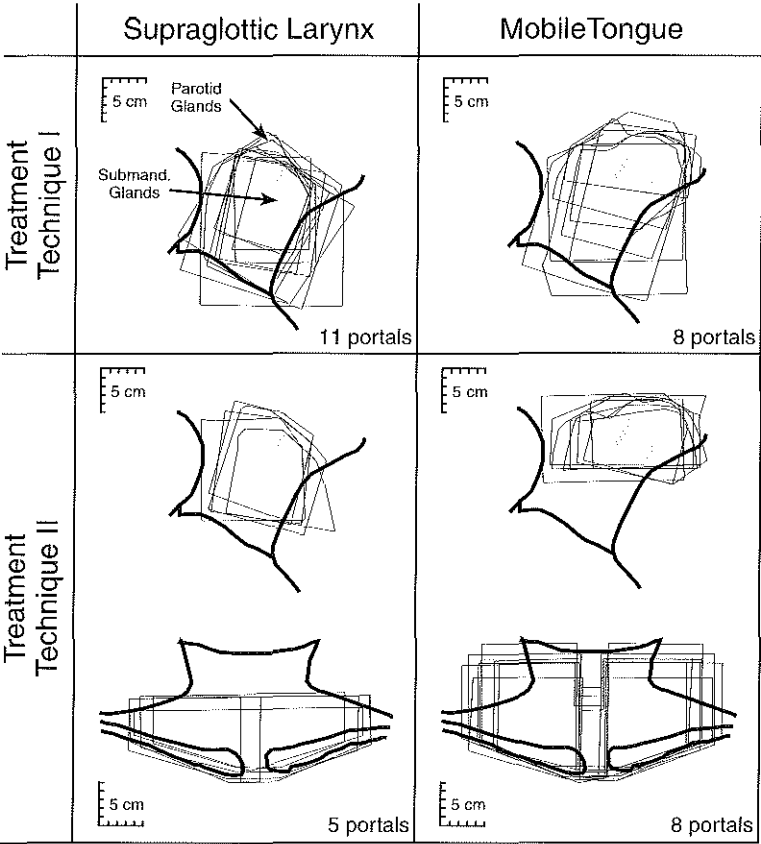 Supraglottic Larynx
MobileTongue
Treatment
Technique I
5 cm
Parotid
Glands
Submand.
Glands
11 portals
5 cm
8 portals
Treatment
Technique II
5 cm
5 cm
5 cm
5 portals
5 cm
8 portals